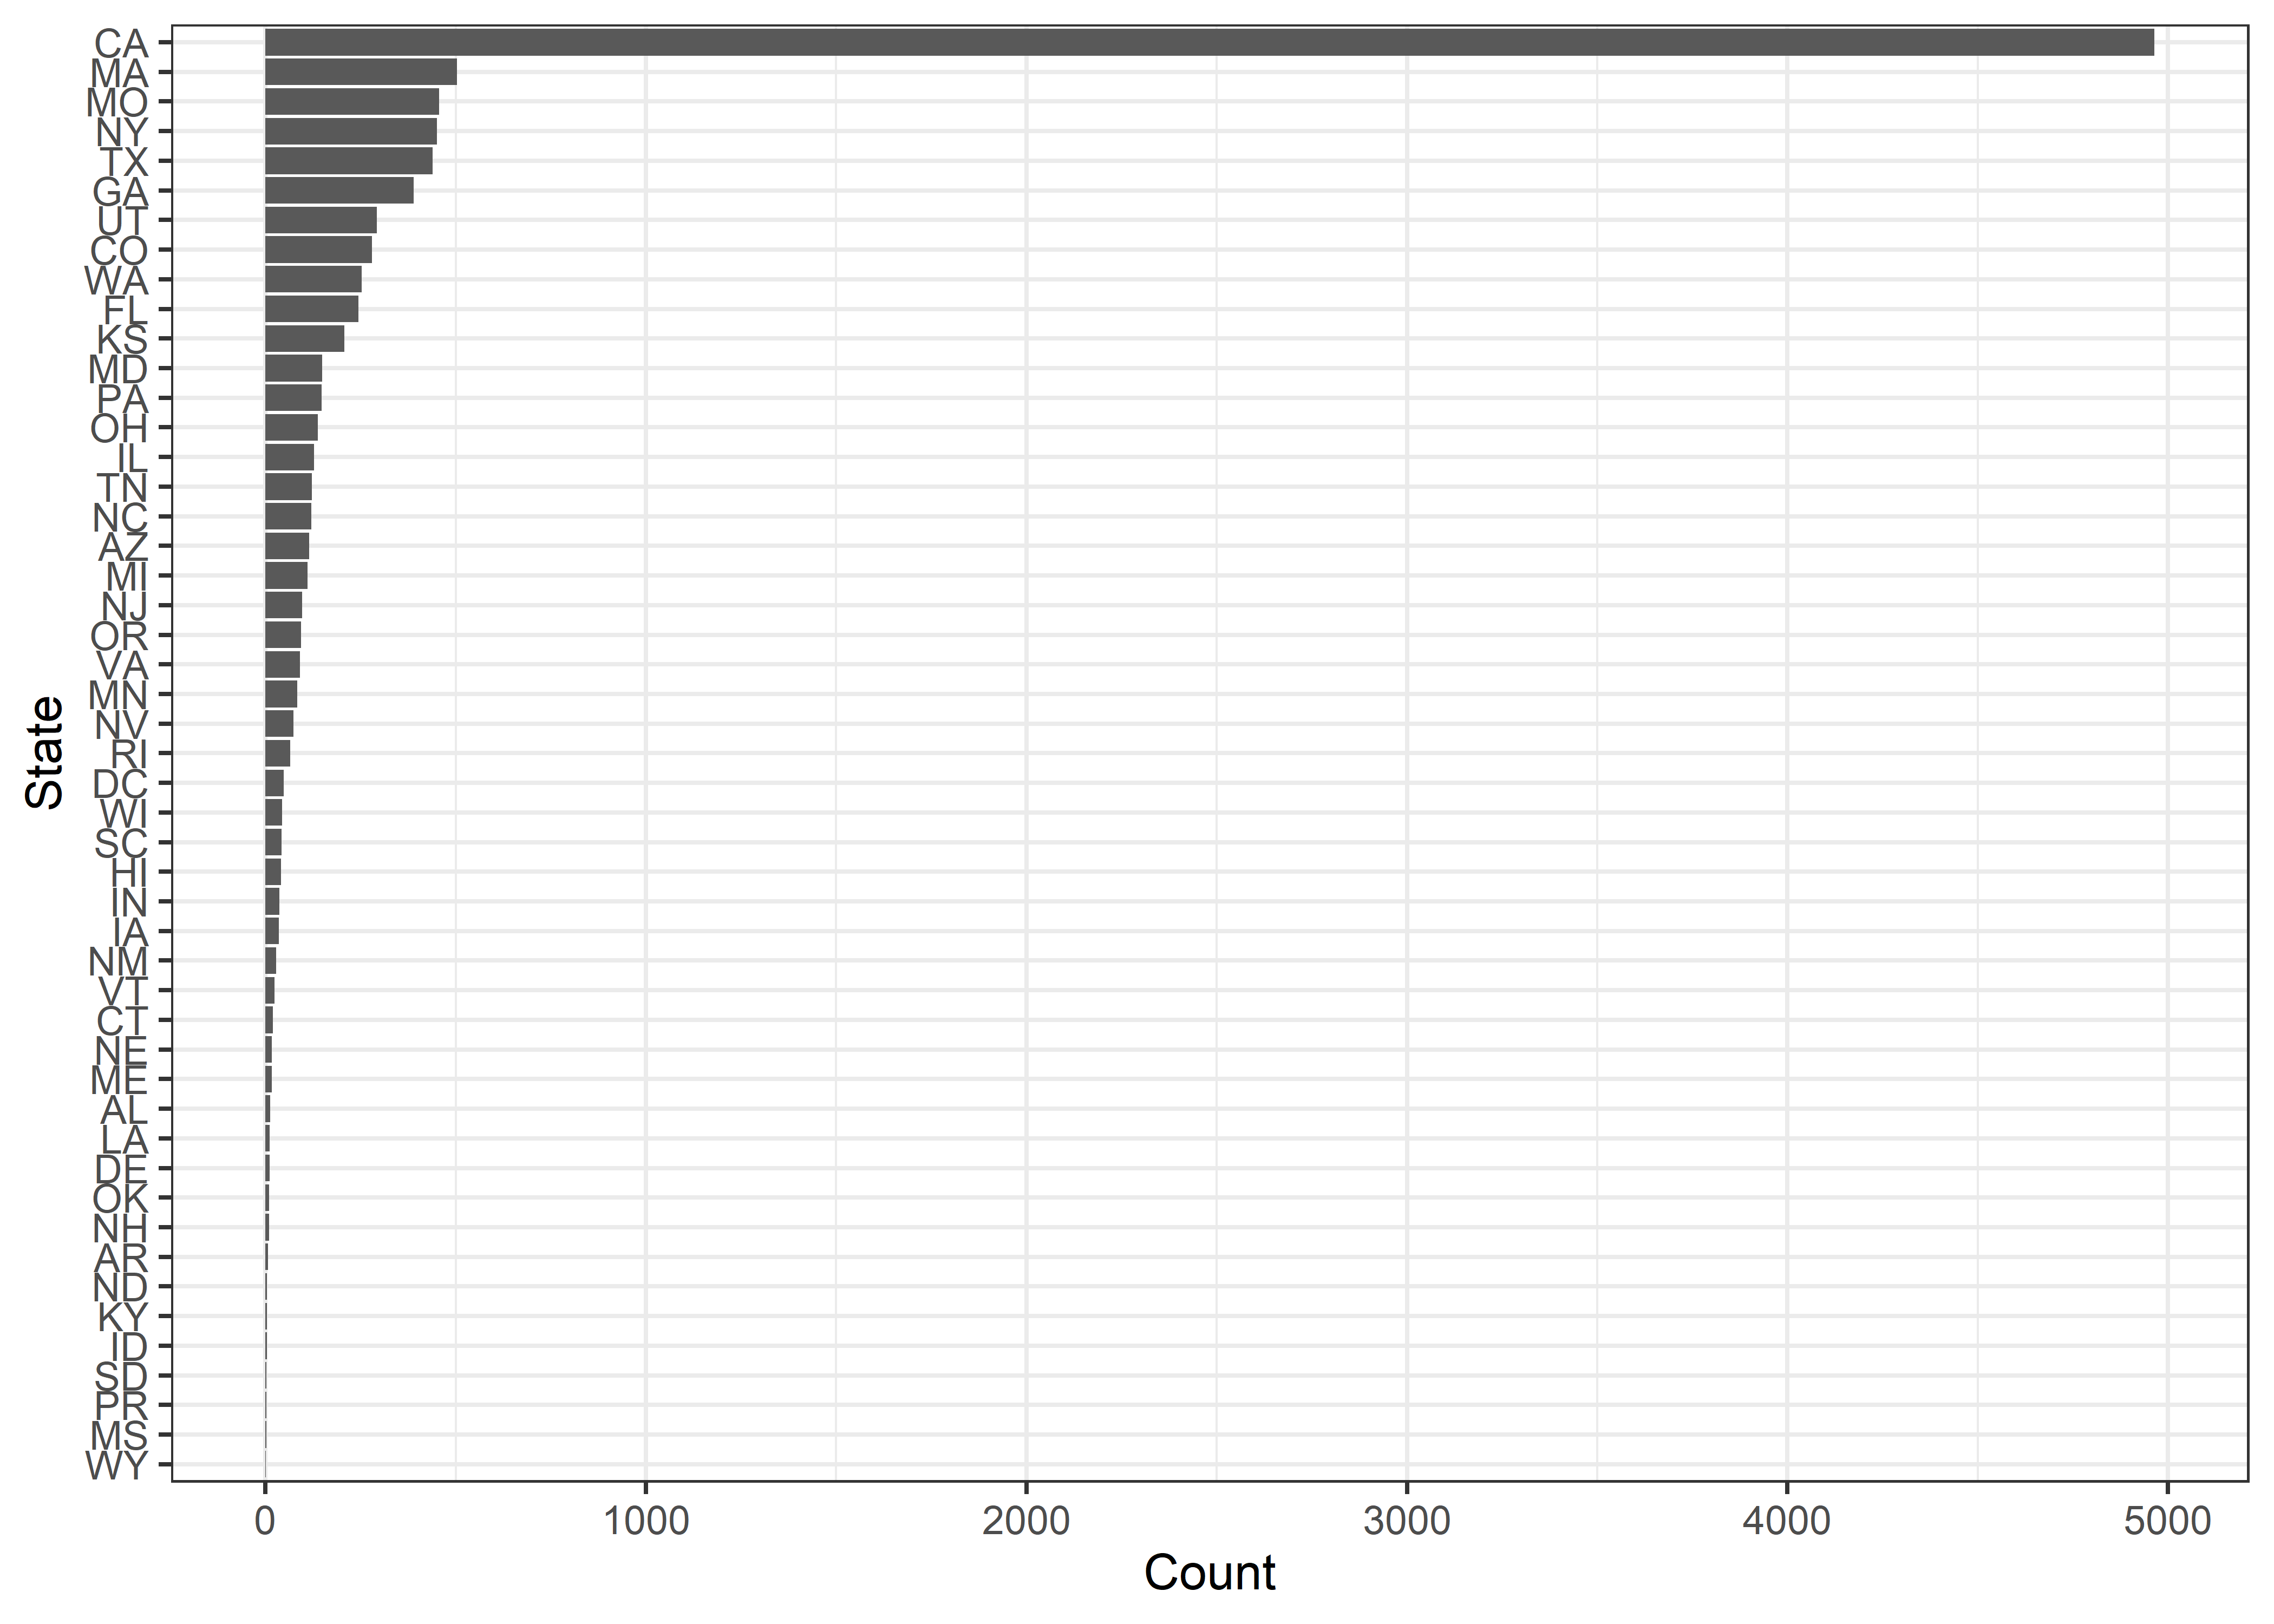 State
CA
MA
MO
NY
TX
GA
UT
CO
WA
FL
KS
MD
PA
OH
IL
TN
NC
AZ
MI
NJ
OR
VA
MN
NV
RI
DC
WI
SC
HI
IN
IA
NM
VT
CT
NE
ME
AL
LA
DE
OK
NH
AR
ND
KY
ID
SD
PR
MS
WY
0 1000 2000 3000 4000 5000
Count